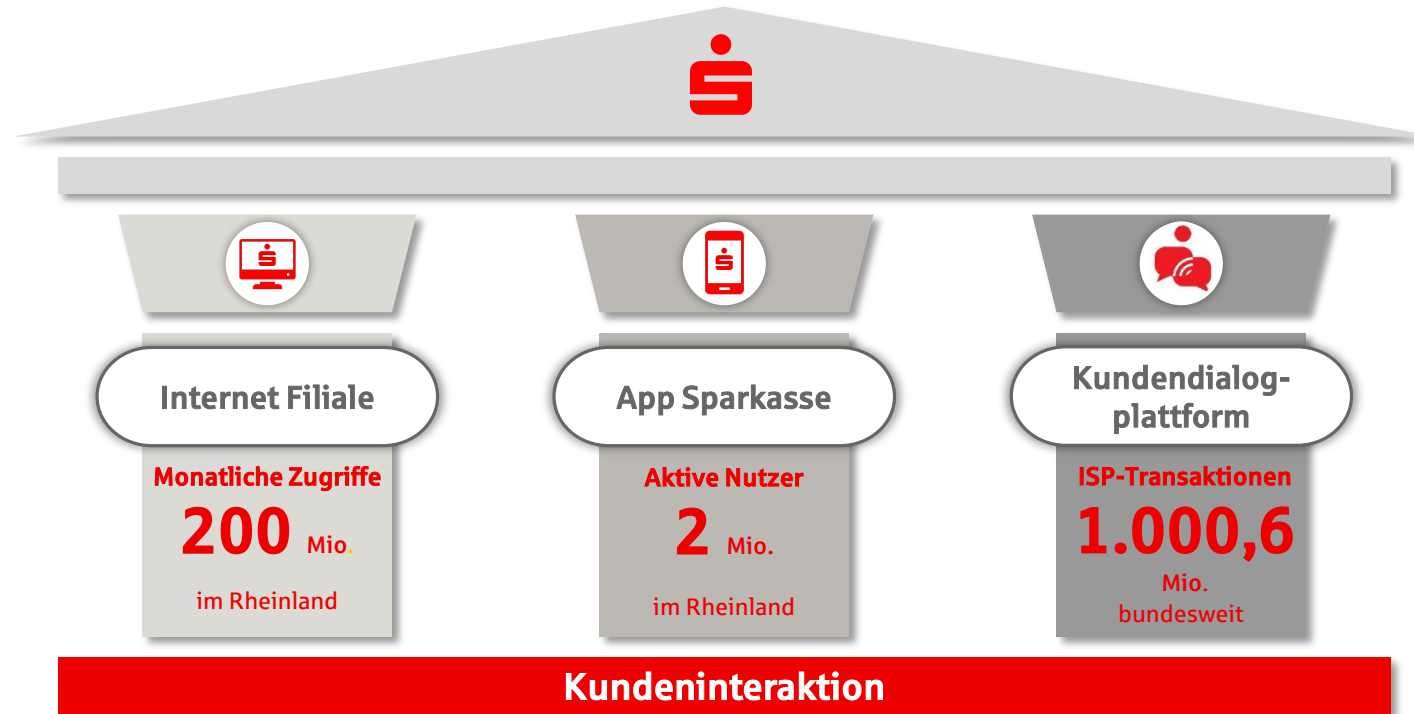 Internet Filiale
Monatliche Zugriffe
200 Mio.
im Rheinland
App Sparkasse
Aktive Nutzer
2 Mio.
im Rheinland
Kundendialog-
plattform
ISP-Transaktionen
1.000,6
Mio.
bundesweit
Kundeninteraktion